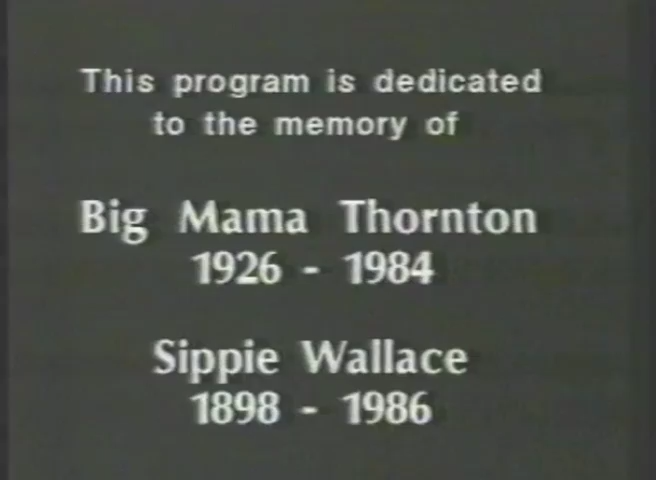 This program is dedicated
to the memory of
Big Mama Thornton
1926 - 1984
Sippie Wallace
1898 - 1986